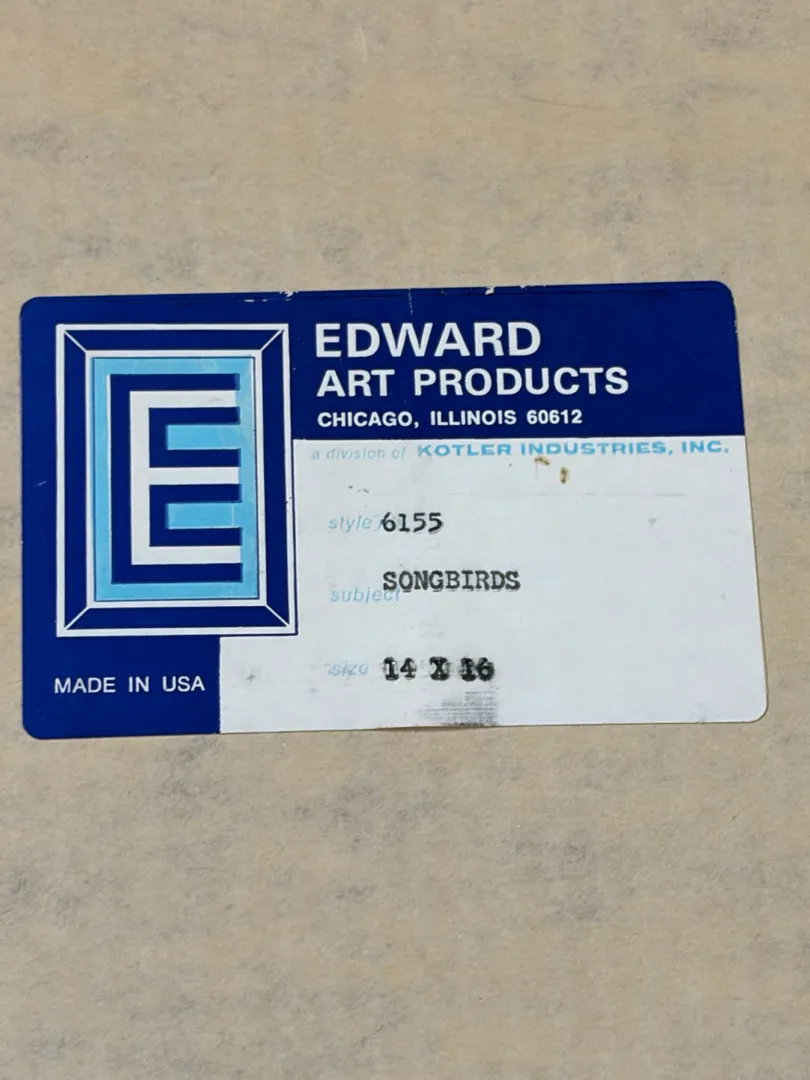 E
EDWARD
ART PRODUCTS
CHICAGO, ILLINOIS 60612
a division of KOTLER INDUSTRIES, INC.
style 6155
subject SONGBIRDS
size 14 X 16
MADE IN USA